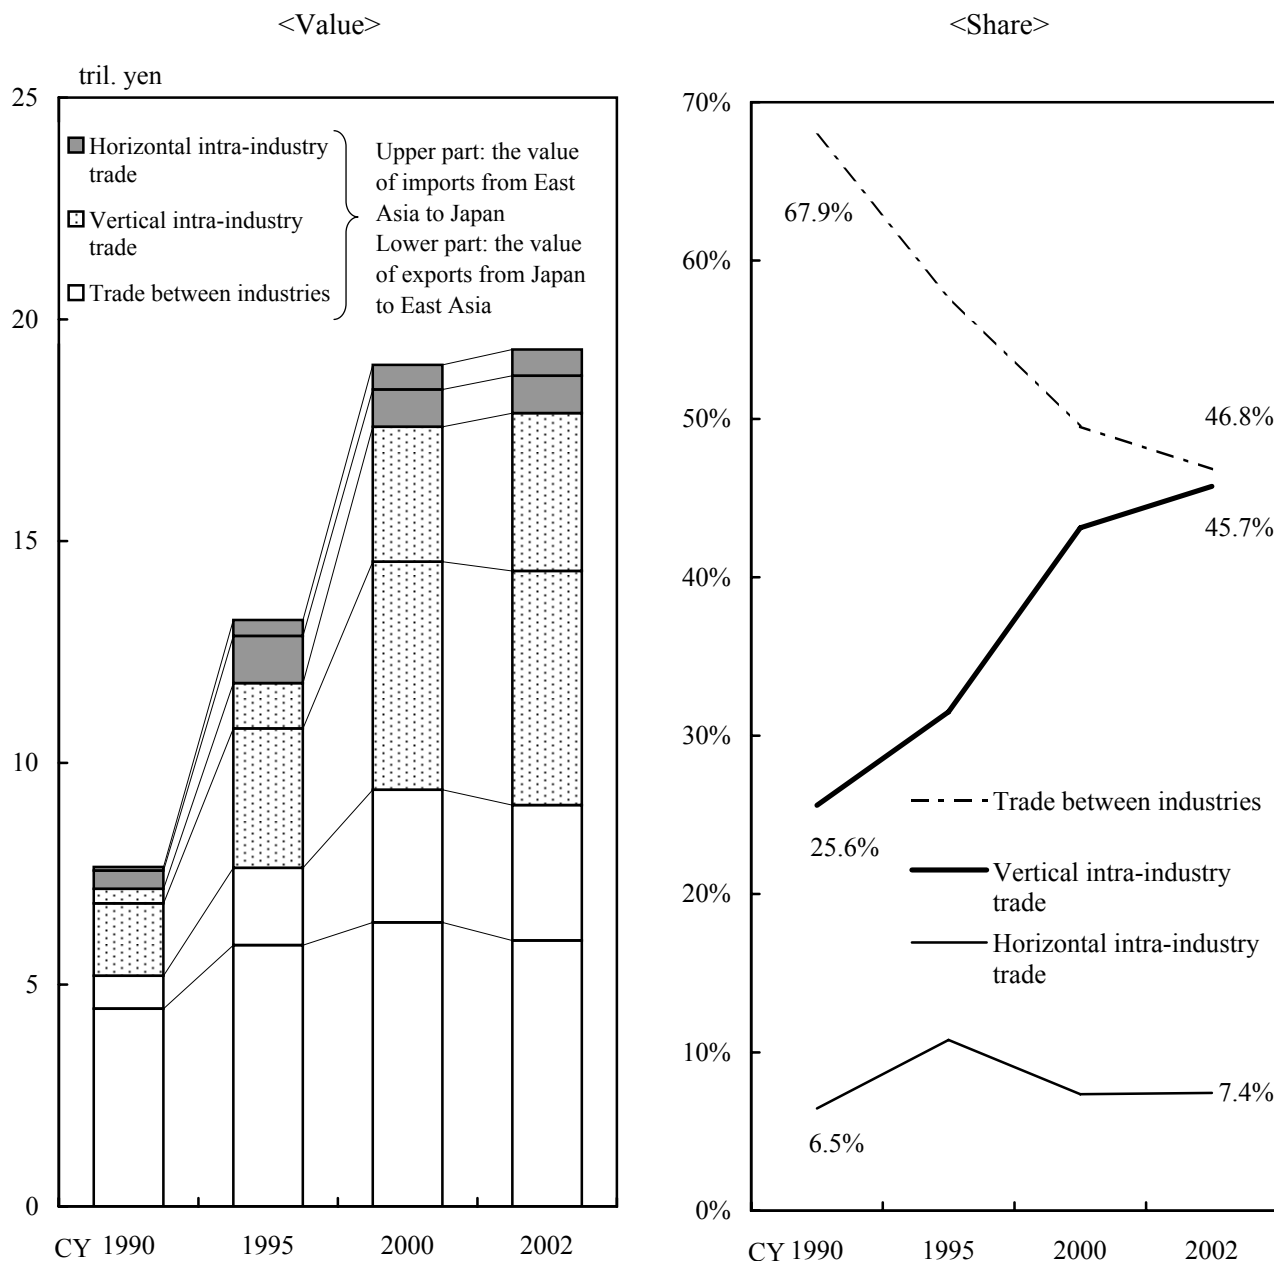 <Value>
tril. yen
25
20
15
10
5
0
Horizontal intra-industry
trade
Vertical intra-industry
trade
Trade between industries
Upper part: the value
of imports from East
Asia to Japan
Lower part: the value
of exports from Japan
to East Asia
CY 1990 1995 2000 2002
<Share>
70%
60%
50%
40%
30%
20%
10%
0%
67.9%
46.8%
45.7%
25.6%
Trade between industries
Vertical intra-industry
trade
Horizontal intra-industry
trade
7.4%
6.5%
CY 1990 1995 2000 2002